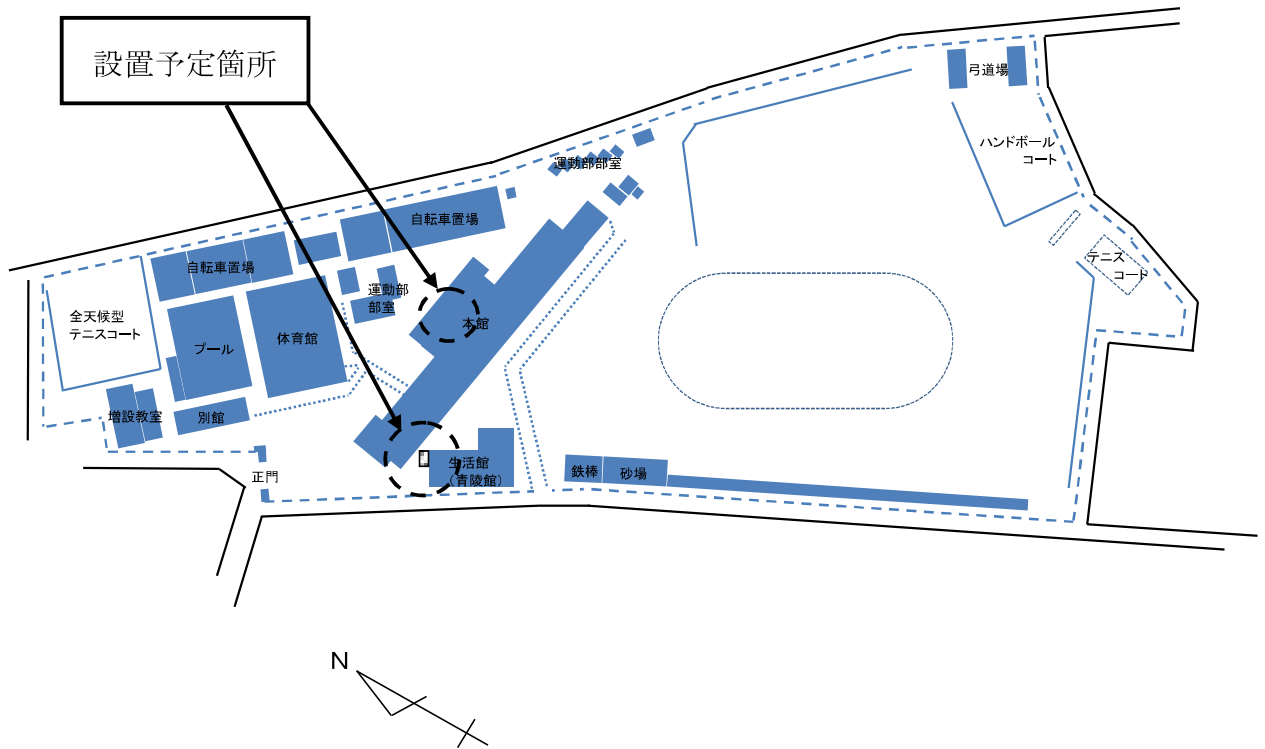 設置予定箇所
弓道場
ハンドボール
コート
運動部部室
自転車置場
自転車置場
テニス
コート
運動部
部室
全天候型
テニスコート
本館
体育館
プール
増設教室
別館
生活館
（青陵館）
鉄棒
砂場
正門
N